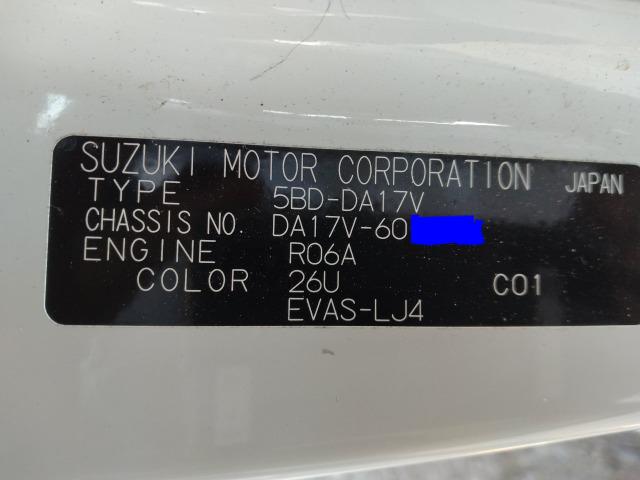 SUZUKI MOTOR CORPORATION JAPAN
TYPE 5BD-DA17V
CHASSIS NO. DA17V-60
ENGINE R06A
COLOR 26U C01
EVAS-LJ4